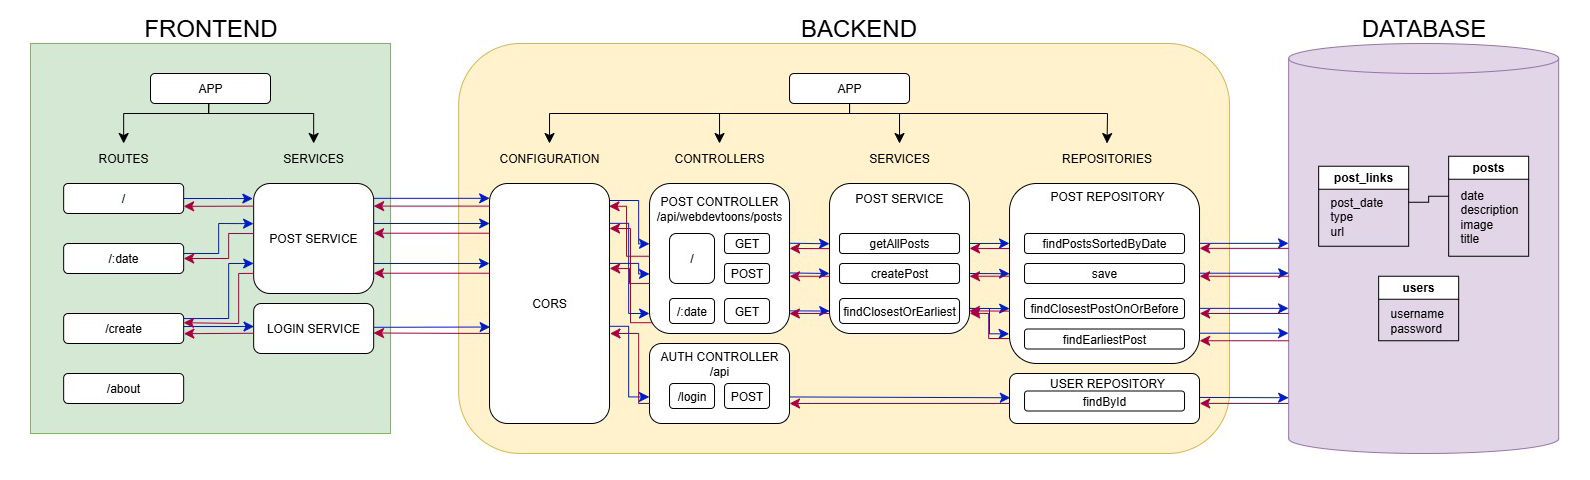 FRONTEND
APP
ROUTES
SERVICES
/
/:date
/create
/about
POST SERVICE
LOGIN SERVICE
BACKEND
APP
CONFIGURATION
CONTROLLERS
SERVICES
REPOSITORIES
CORS
POST CONTROLLER
/api/webdevtoons/posts
/
GET
POST
/:date
GET
AUTH CONTROLLER
/api
/login
POST
POST SERVICE
getAllPosts
createPost
findClosestOrEarliest
POST REPOSITORY
findPostsSortedByDate
save
findClosestPostOnOrBefore
findEarliestPost
USER REPOSITORY
findById
DATABASE
post_links
post_date
type
url
posts
date
description
image
title
users
username
password